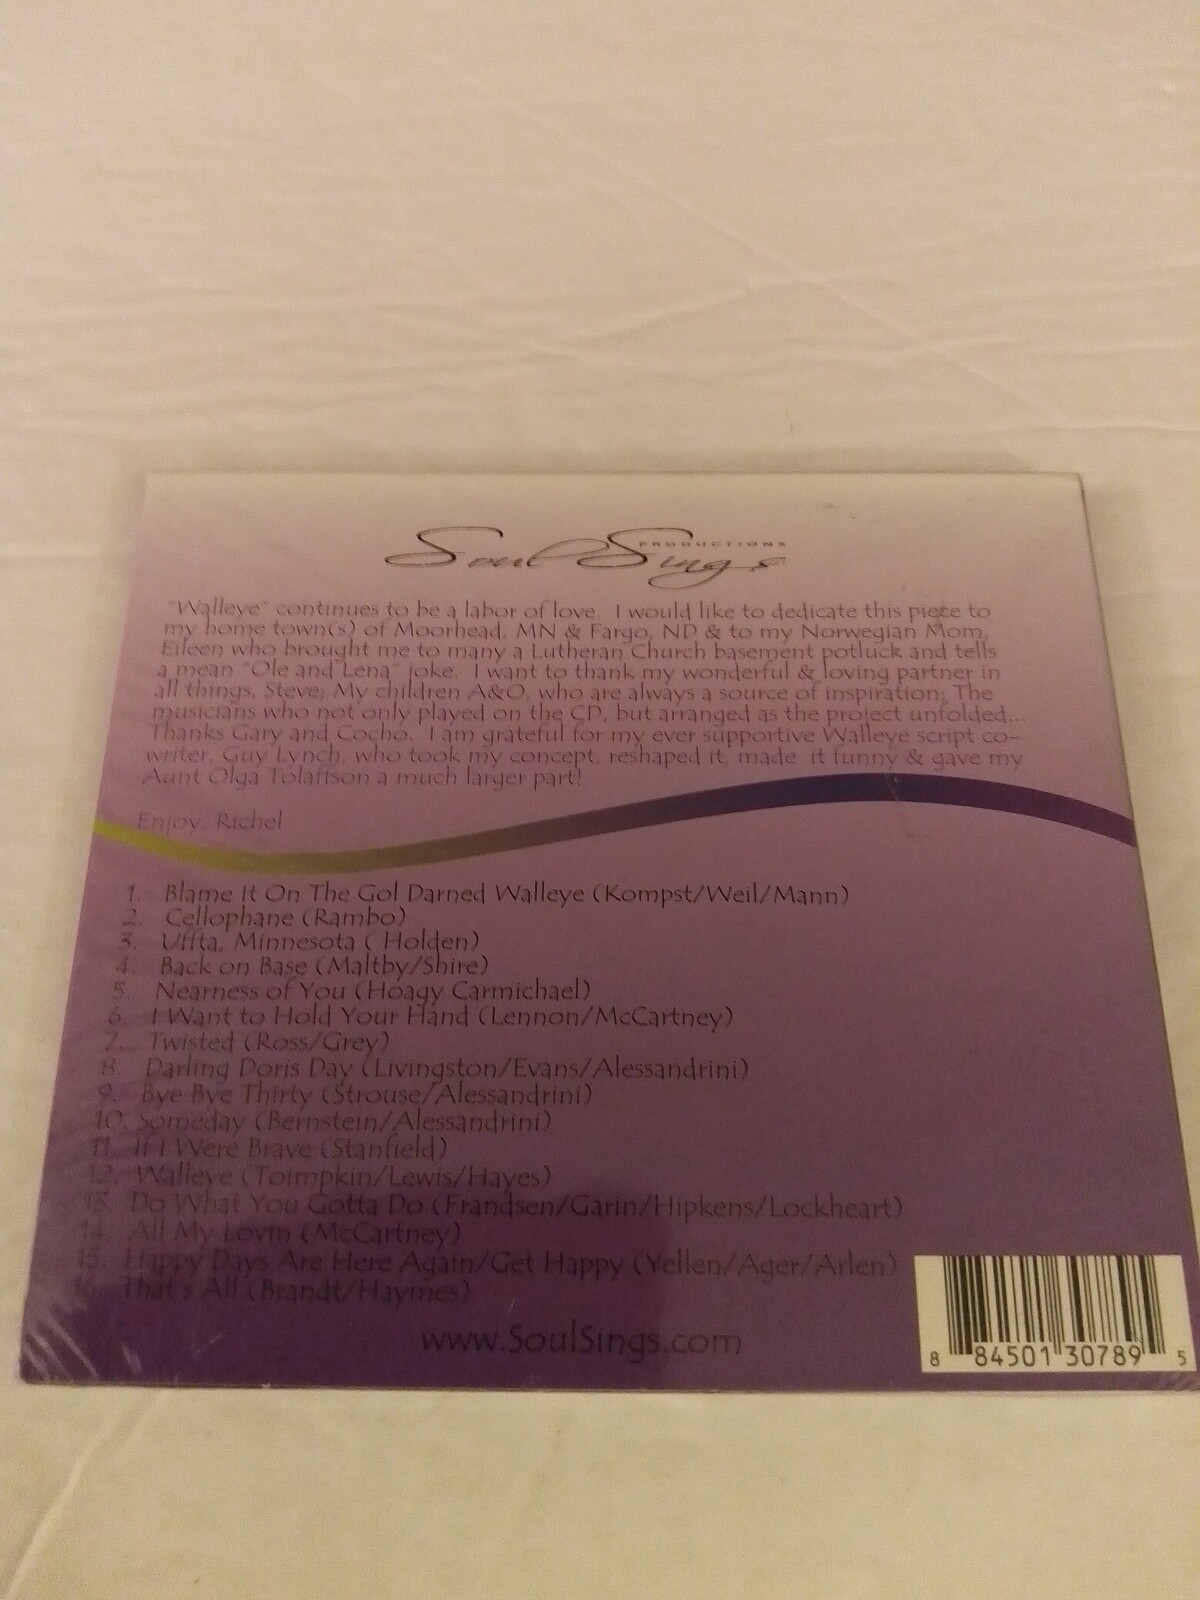 Soul Sings
PRODUCTIONS
"Walleye" continues to be a labor of love. I would like to dedicate this piece to
my home town(s) of Moorhead, MN & Fargo, ND & to my Norwegian Mom,
Eileen who brought me to many a Lutheran Church basement potluck and tells
a mean "Ole and Lena" joke. I want to thank my wonderful & loving partner in
all things, Steve; My children A&O, who are always a source of inspiration; The
musicians who not only played on the CD, but arranged as the project unfolded...
Thanks Gary and Cocho. I am grateful for my ever supportive Walleye script co-
writer, Guy Lynch, who took my concept, reshaped it, made it funny & gave my
Aunt Olga Tolaffson a much larger part!
Enjoy, Richel
1. Blame It On The Gol Darned Walleye (Kompst/Weil/Mann)
2. Cellophane (Rambo)
3. Uffta, Minnesota ( Holden)
4. Back on Base (Maltby/Shire)
5. Nearness of You (Hoagy Carmichael)
6. I Want to Hold Your Hand (Lennon/McCartney)
7. Twisted (Ross/Grey)
8. Darling Doris Day (Livingston/Evans/Alessandrini)
9. Bye Bye Thirty (Strouse/Alessandrini)
10. Someday (Bernstein/Alessandrini)
11. If I Were Brave (Stanfield)
12. Walleye (Toimpkin/Lewis/Hayes)
13. Do What You Gotta Do (Frandsen/Garin/Hipkens/Lockheart)
14. All My Lovin (McCartney)
15. Happy Days Are Here Again/Get Happy (Yellen/Ager/Arlen)
16. That's All (Brandt/Haymes)
www.SoulSings.com
8 84501 30789 5